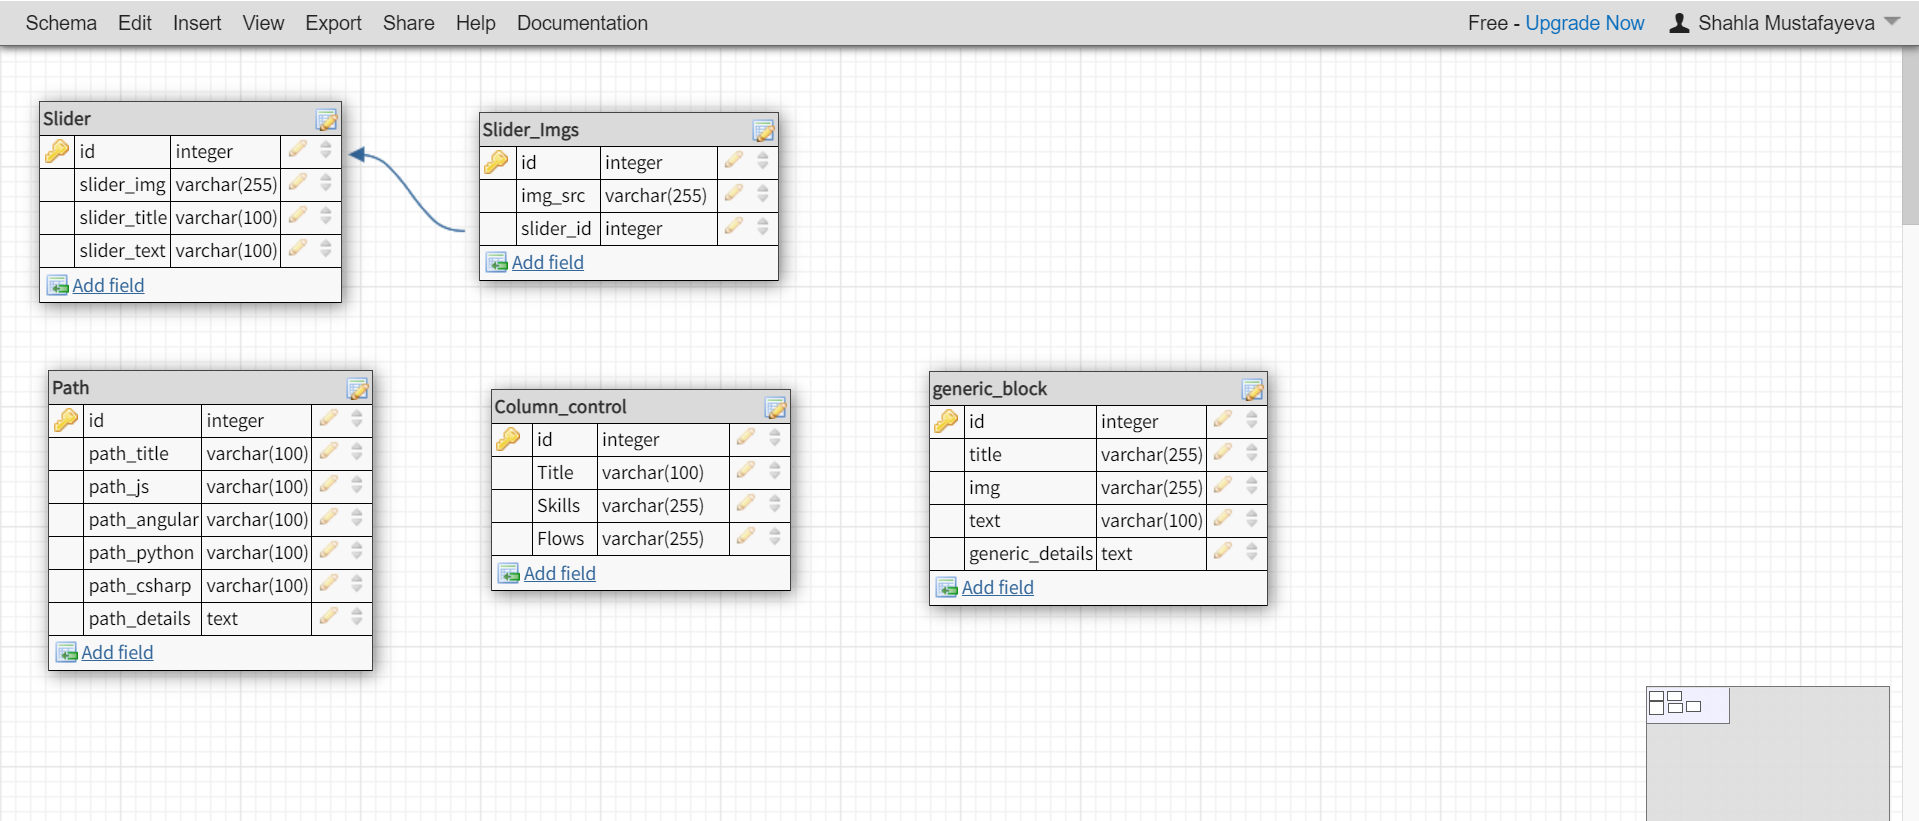 Schema Edit Insert View Export Share Help Documentation Free - Upgrade Now Shahla Mustafayeva
Slider
id integer
slider_img varchar(255)
slider_title varchar(100)
slider_text varchar(100)
Add field
Slider_Imgs
id integer
img_src varchar(255)
slider_id integer
Add field
Path
id integer
path_title varchar(100)
path_js varchar(100)
path_angular varchar(100)
path_python varchar(100)
path_csharp varchar(100)
path_details text
Add field
Column_control
id integer
Title varchar(100)
Skills varchar(255)
Flows varchar(255)
Add field
generic_block
id integer
title varchar(255)
img varchar(255)
text varchar(100)
generic_details text
Add field